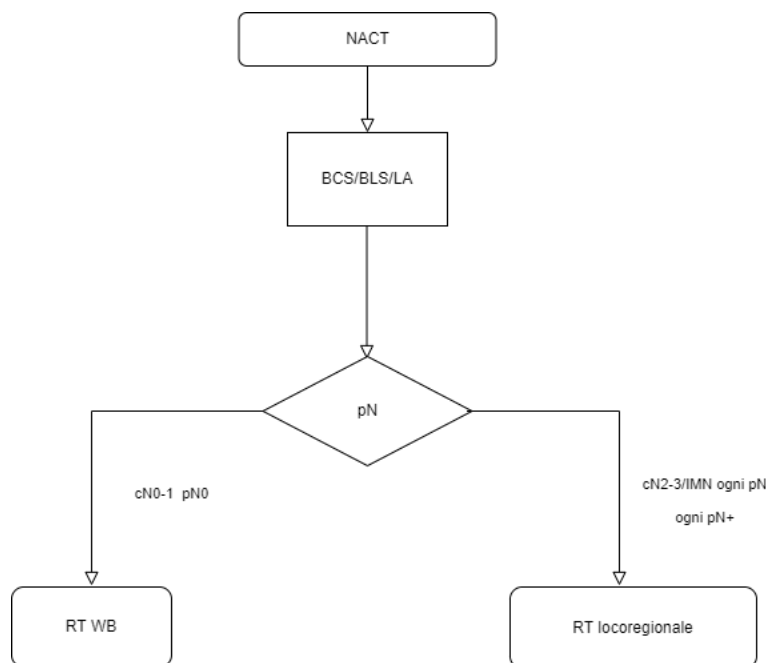 NACT
BCS/BLS/LA
pN
cN0-1 pN0
cN2-3/IMN ogni pN
ogni pN+
RT WB
RT locoregionale